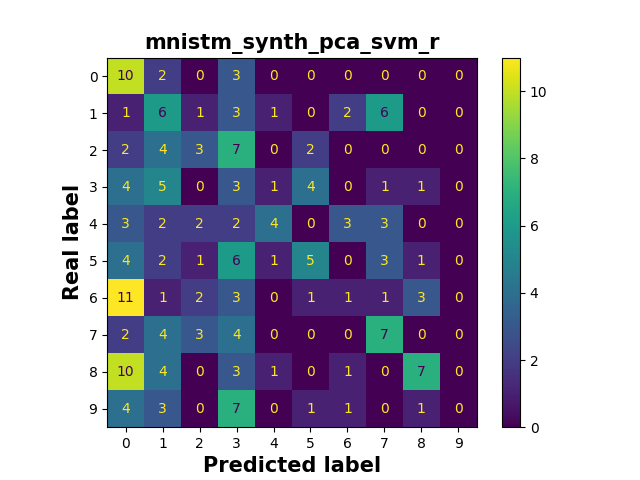 mnistm_synth_pca_svm_r
Real label
0 10 2 0 3 0 0 0 0 0 0
1 1 6 1 3 1 0 2 6 0 0
2 2 4 3 7 0 2 0 0 0 0
3 4 5 0 3 1 4 0 1 1 0
4 3 2 2 2 4 0 3 3 0 0
5 4 2 1 6 1 5 0 3 1 0
6 11 1 2 3 0 1 1 1 3 0
7 2 4 3 4 0 0 0 7 0 0
8 10 4 0 3 1 0 1 0 7 0
9 4 3 0 7 0 1 1 0 1 0
0 1 2 3 4 5 6 7 8 9
Predicted label
10
8
6
4
2
0